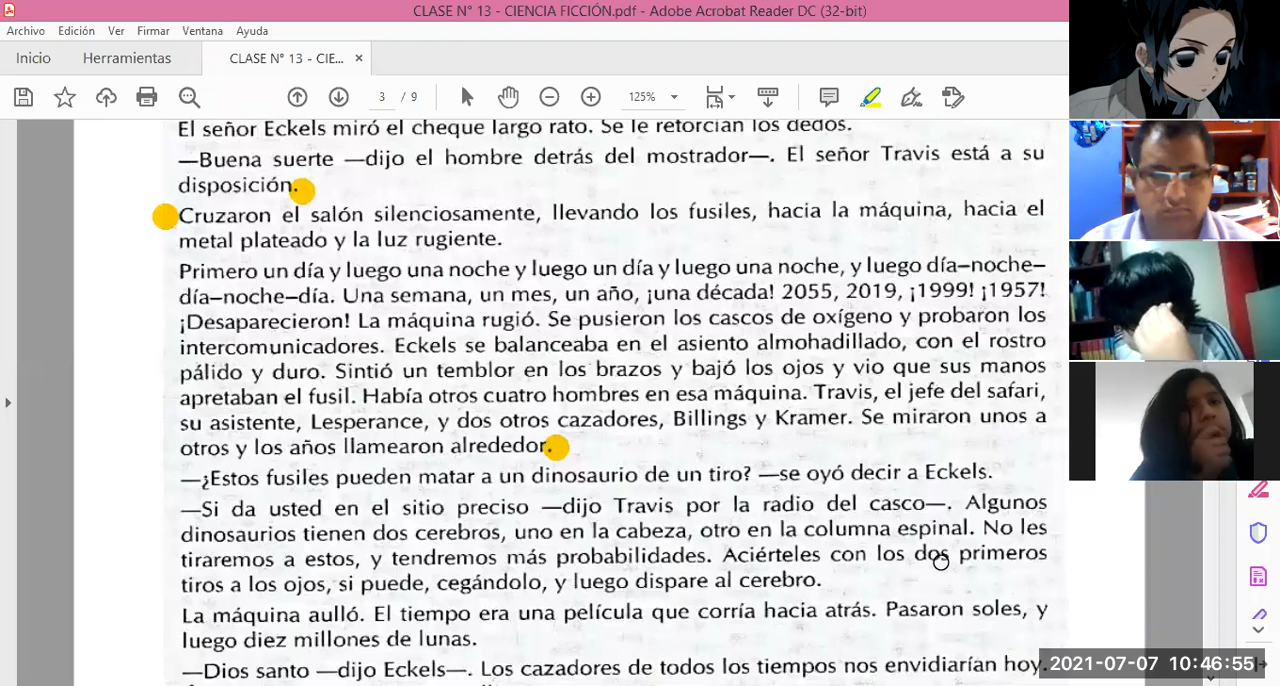 CLASE N° 13 - CIENCIA FICCIÓN.pdf - Adobe Acrobat Reader DC (32-bit)
Archivo Edición Ver Firmar Ventana Ayuda
Inicio Herramientas CLASE N° 13 - CIE... ×
3 / 9 125%
El señor Eckels miró el cheque largo rato. Se le retorcían los dedos.
—Buena suerte —dijo el hombre detrás del mostrador—. El señor Travis está a su
disposición.
Cruzaron el salón silenciosamente, llevando los fusiles, hacia la máquina, hacia el
metal plateado y la luz rugiente.
Primero un día y luego una noche y luego un día y luego una noche, y luego día–noche–
día–noche–día. Una semana, un mes, un año, ¡una década! 2055, 2019, ¡1999! ¡1957!
¡Desaparecieron! La máquina rugió. Se pusieron los cascos de oxígeno y probaron los
intercomunicadores. Eckels se balanceaba en el asiento almohadillado, con el rostro
pálido y duro. Sintió un temblor en los brazos y bajó los ojos y vio que sus manos
apretaban el fusil. Había otros cuatro hombres en esa máquina. Travis, el jefe del safari,
su asistente, Lesperance, y dos otros cazadores, Billings y Kramer. Se miraron unos a
otros y los años llamearon alrededor.
—¿Estos fusiles pueden matar a un dinosaurio de un tiro? —se oyó decir a Eckels.
—Si da usted en el sitio preciso —dijo Travis por la radio del casco—. Algunos
dinosaurios tienen dos cerebros, uno en la cabeza, otro en la columna espinal. No les
tiraremos a estos, y tendremos más probabilidades. Aciérteles con los dos primeros
tiros a los ojos, si puede, cegándolo, y luego dispare al cerebro.
La máquina aulló. El tiempo era una película que corría hacia atrás. Pasaron soles, y
luego diez millones de lunas.
—Dios santo —dijo Eckels—. Los cazadores de todos los tiempos nos envidiarían hoy.
2021-07-07 10:46:55